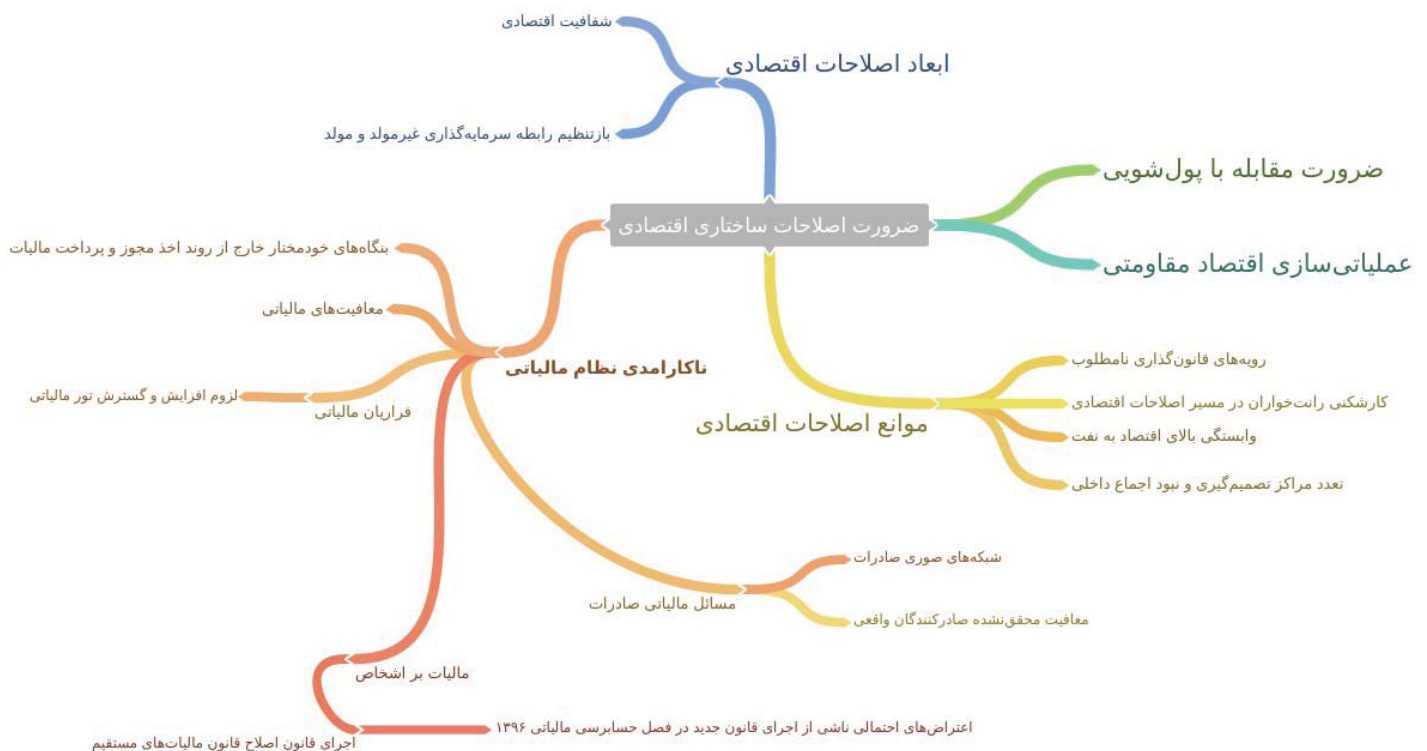 ضرورت اصلاحات ساختاری اقتصادی
ابعاد اصلاحات اقتصادی
شفافیت اقتصادی
بازتنظیم رابطه سرمایه‌گذاری غیرمولد و مولد
ضرورت مقابله با پول‌شویی
عملیاتی‌سازی اقتصاد مقاومتی
موانع اصلاحات اقتصادی
رویه‌های قانون‌گذاری نامطلوب
کارشکنی رانت‌خواران در مسیر اصلاحات اقتصادی
وابستگی بالای اقتصاد به نفت
تعدد مراکز تصمیم‌گیری و نبود اجماع داخلی
ناکارامدی نظام مالیاتی
بنگاه‌های خودمختار خارج از روند اخذ مجوز و پرداخت مالیات
معافیت‌های مالیاتی
فراریان مالیاتی
لزوم افزایش و گسترش تور مالیاتی
مسائل مالیاتی صادرات
شبکه‌های صوری صادرات
معافیت محقق‌نشده صادرکنندگان واقعی
مالیات بر اشخاص
اجرای قانون اصلاح قانون مالیات‌های مستقیم
اعتراض‌های احتمالی ناشی از اجرای قانون جدید در فصل حسابرسی مالیاتی ۱۳۹۶